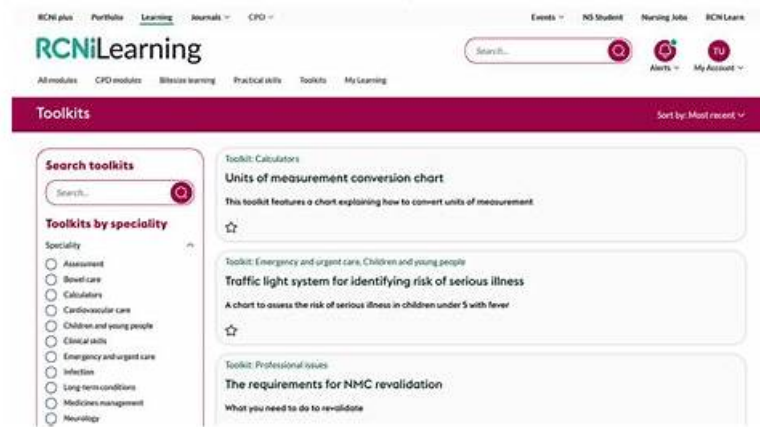 RCNi plus Portfolio Learning Journals CPD Events NS Student Nursing Jobs RCN Learn
RCNiLearning
Search...
Alerts
TU
My Account
All modules CPD modules Bitesize learning Practical skills Toolkits My Learning
Toolkits
Sort by: Most recent
Search toolkits
Search...
Toolkits by speciality
Speciality
Assessment
Bowel care
Calculators
Cardiovascular care
Children and young people
Clinical skills
Emergency and urgent care
Infection
Long-term conditions
Medicines management
Neurology
Toolkit: Calculators
Units of measurement conversion chart
This toolkit features a chart explaining how to convert units of measurement
Toolkit: Emergency and urgent care, Children and young people
Traffic light system for identifying risk of serious illness
A chart to assess the risk of serious illness in children under 5 with fever
Toolkit: Professional issues
The requirements for NMC revalidation
What you need to do to revalidate